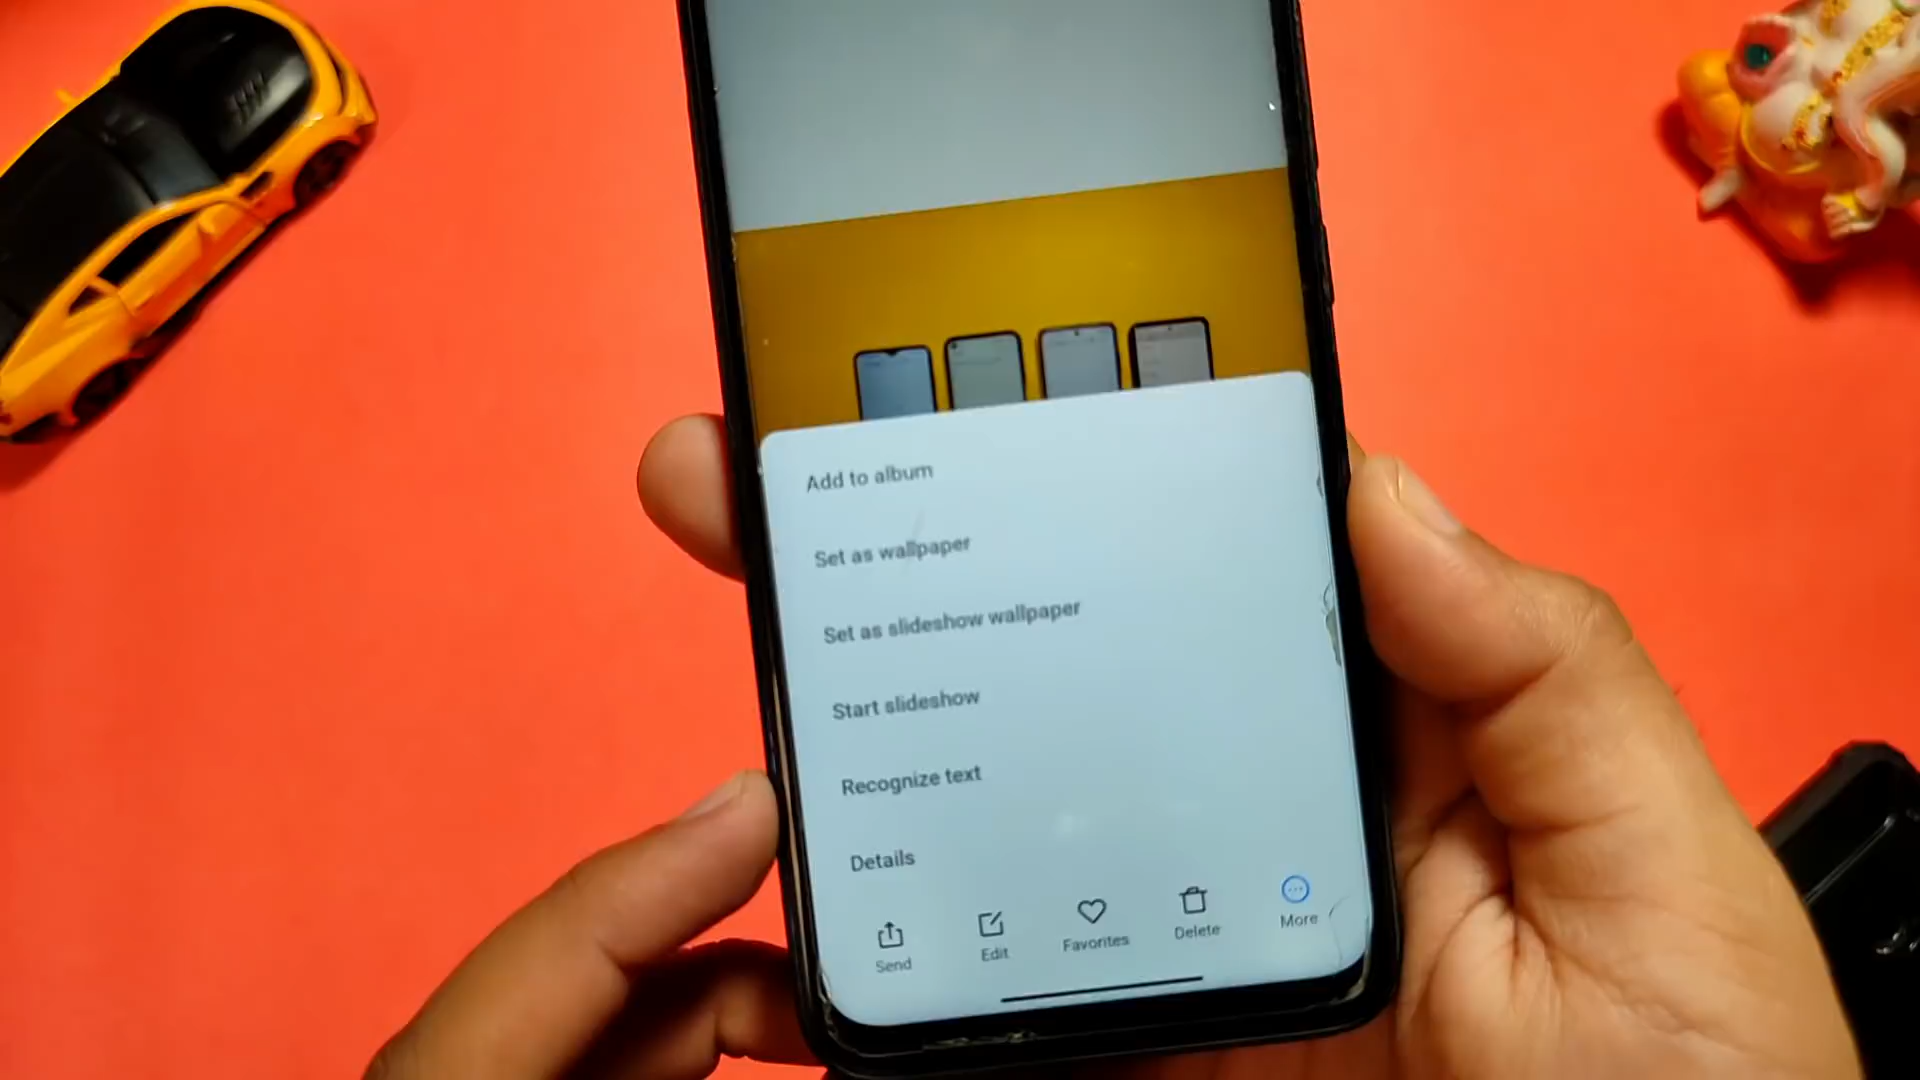 Add to album
Set as wallpaper
Set as slideshow wallpaper
Start slideshow
Recognize text
Details
Send
Edit
Favorites
Delete
More